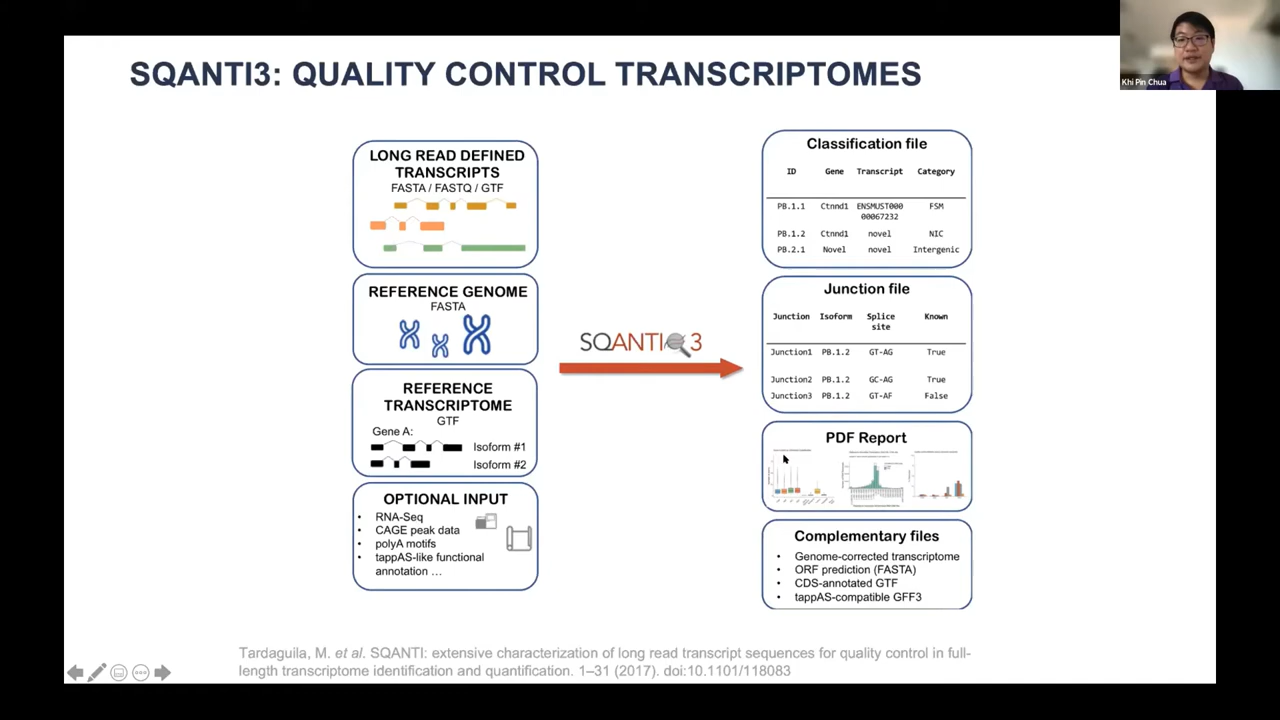 SQANTI3: QUALITY CONTROL TRANSCRIPTOMES
Khi Pin Chua
LONG READ DEFINED
TRANSCRIPTS
FASTA / FASTQ / GTF
REFERENCE GENOME
FASTA
REFERENCE
TRANSCRIPTOME
GTF
Gene A:
Isoform #1
Isoform #2
OPTIONAL INPUT
• RNA-Seq
• CAGE peak data
• polyA motifs
• tappAS-like functional
annotation ...
SQANTI 3
Classification file
ID Gene Transcript Category
PB.1.1 Ctnnd1 ENSMUST000 FSM
00067232
PB.1.2 Ctnnd1 novel NIC
PB.2.1 Novel novel Intergenic
Junction file
Junction Isoform Splice Known
site
Junction1 PB.1.2 GT-AG True
Junction2 PB.1.2 GC-AG True
Junction3 PB.1.2 GT-AF False
PDF Report
Complementary files
• Genome-corrected transcriptome
• ORF prediction (FASTA)
• CDS-annotated GTF
• tappAS-compatible GFF3
Tardaguila, M. et al. SQANTI: extensive characterization of long read transcript sequences for quality control in full-
length transcriptome identification and quantification. 1–31 (2017). doi:10.1101/118083